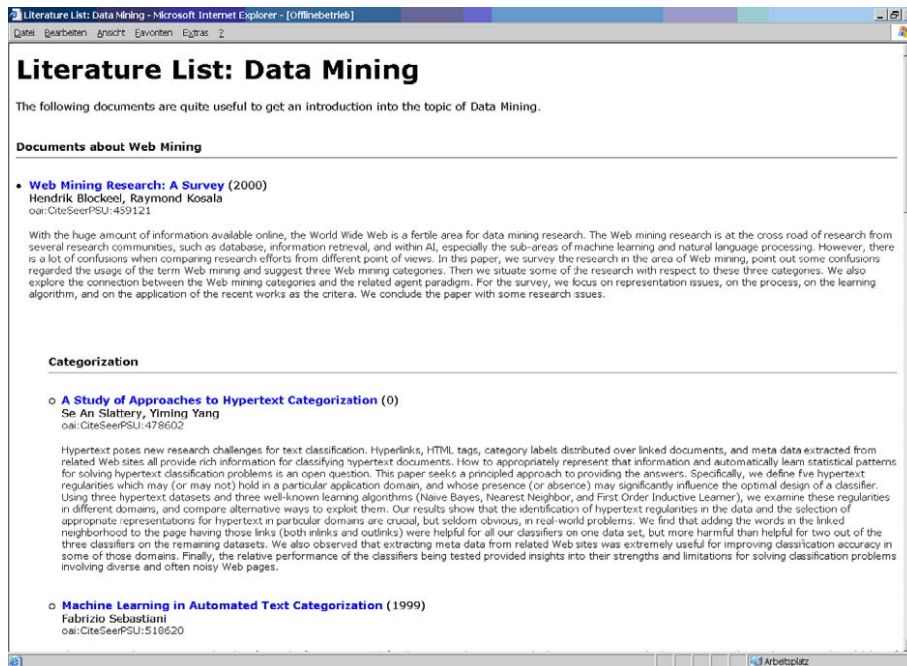 Literature List: Data Mining - Microsoft Internet Explorer - [Offlinebetrieb]
Datei Bearbeiten Ansicht Favoriten Extras ?
Literature List: Data Mining
The following documents are quite useful to get an introduction into the topic of Data Mining.
Documents about Web Mining
• Web Mining Research: A Survey (2000)
Hendrik Blockeel, Raymond Kosala
oai:CiteSeerPSU:459121
With the huge amount of information available online, the World Wide Web is a fertile area for data mining research. The Web mining research is at the cross road of research from
several research communities, such as database, information retrieval, and within AI, especially the sub-areas of machine learning and natural language processing. However, there
is a lot of confusions when comparing research efforts from different point of views. In this paper, we survey the research in the area of Web mining, point out some confusions
regarded the usage of the term Web mining and suggest three Web mining categories. Then we situate some of the research with respect to these three categories. We also
explore the connection between the Web mining categories and the related agent paradigm. For the survey, we focus on representation issues, on the process, on the learning
algorithm, and on the application of the recent works as the critera. We conclude the paper with some research issues.
Categorization
o A Study of Approaches to Hypertext Categorization (0)
Se An Slattery, Yiming Yang
oai:CiteSeerPSU:478602
Hypertext poses new research challenges for text classification. Hyperlinks, HTML tags, category labels distributed over linked documents, and meta data extracted from
related Web sites all provide rich information for classifying hypertext documents. How to appropriately represent that information and automatically learn statistical patterns
for solving hypertext classification problems is an open question. This paper seeks a principled approach to providing the answers. Specifically, we define five hypertext
regularities which may (or may not) hold in a particular application domain, and whose presence (or absence) may significantly influence the optimal design of a classifier.
Using three hypertext datasets and three well-known learning algorithms (Naive Bayes, Nearest Neighbor, and First Order Inductive Learner), we examine these regularities
in different domains, and compare alternative ways to exploit them. Our results show that the identification of hypertext regularities in the data and the selection of
appropriate representations for hypertext in particular domains are crucial, but seldom obvious, in real-world problems. We find that adding the words in the linked
neighborhood to the page having those links (both inlinks and outlinks) were helpful for all our classifiers on one data set, but more harmful than helpful for two out of the
three classifiers on the remaining datasets. We also observed that extracting meta data from related Web sites was extremely useful for improving classification accuracy in
some of those domains. Finally, the relative performance of the classifiers being tested provided insights into their strengths and limitations for solving classification problems
involving diverse and often noisy Web pages.
o Machine Learning in Automated Text Categorization (1999)
Fabrizio Sebastiani
oai:CiteSeerPSU:518620
Arbeitsplatz